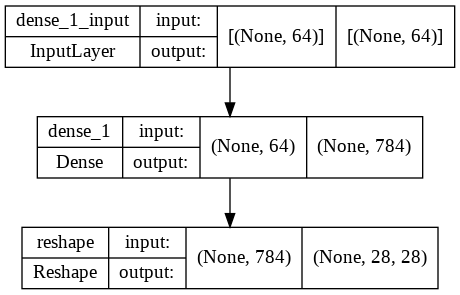 dense_1_input input: [(None, 64)] [(None, 64)]
InputLayer output:
dense_1 input: (None, 64) (None, 784)
Dense output:
reshape input: (None, 784) (None, 28, 28)
Reshape output: